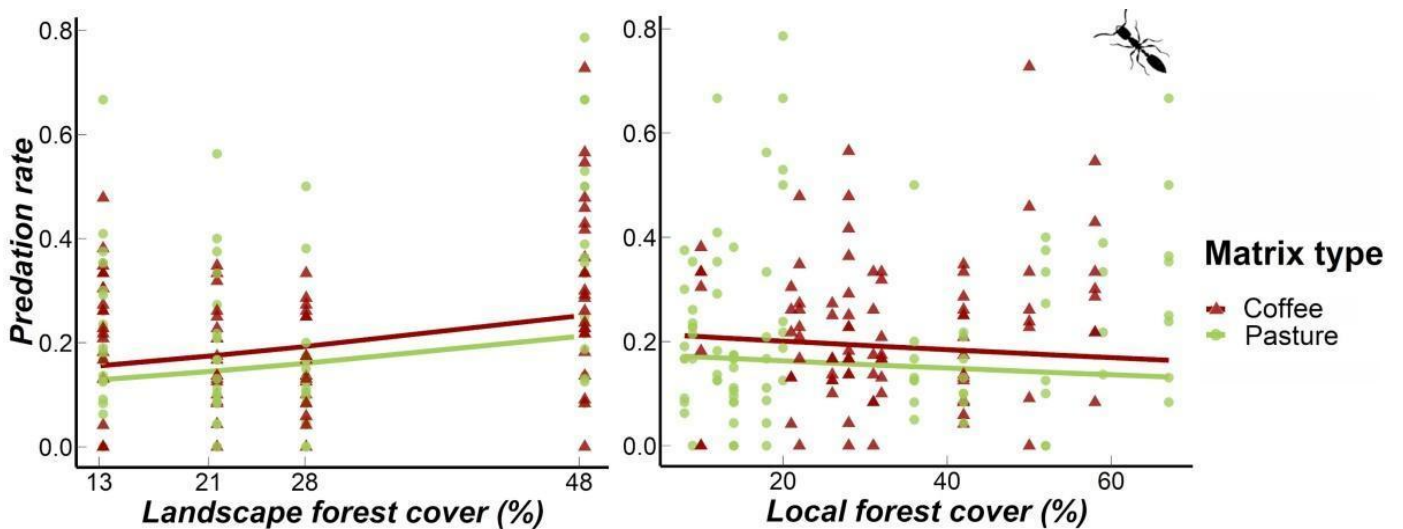 Predation rate
0.8
0.6
0.4
0.2
0.0
13 21 28 48
Landscape forest cover (%)
0.8
0.6
0.4
0.2
0.0
20 40 60
Local forest cover (%)
Matrix type
Coffee
Pasture